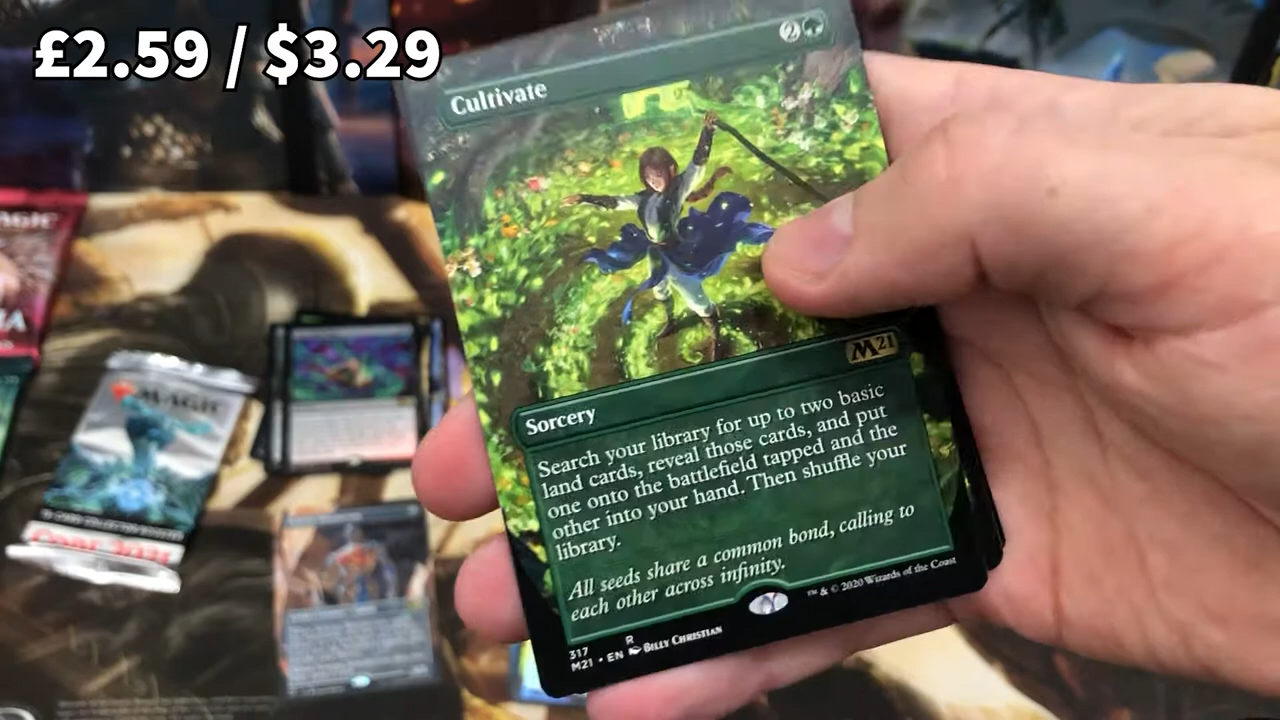 £2.59 / $3.29
Cultivate
2
M21
Sorcery
Search your library for up to two basic
land cards, reveal those cards, and put
one onto the battlefield tapped and the
other into your hand. Then shuffle your
library.
All seeds share a common bond, calling to
each other across infinity.
™ & © 2020 Wizards of the Coast
317 R
M21 • EN BILLY CHRISTIAN
MAGIC